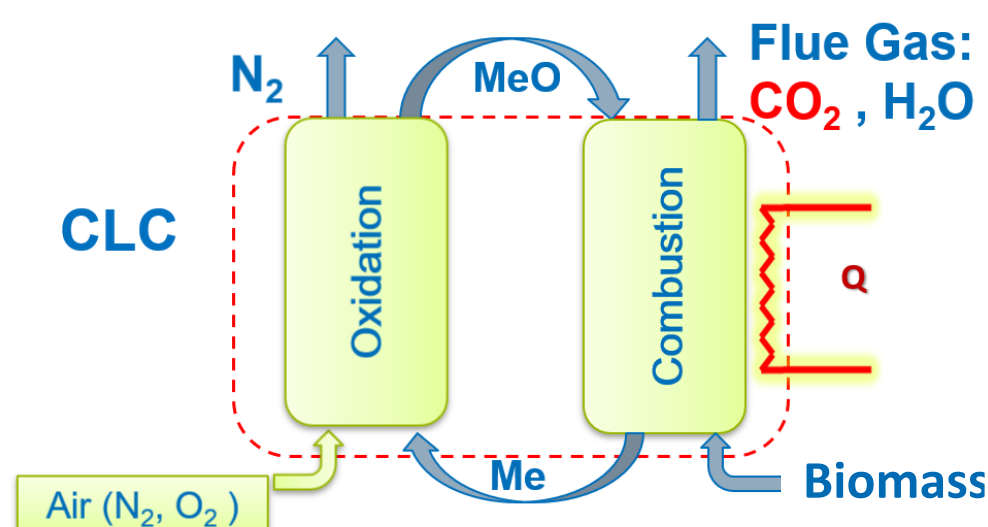 N₂
MeO
Flue Gas:
CO₂ , H₂O
CLC
Oxidation
Combustion
Q
Me
Biomass
Air (N₂, O₂ )